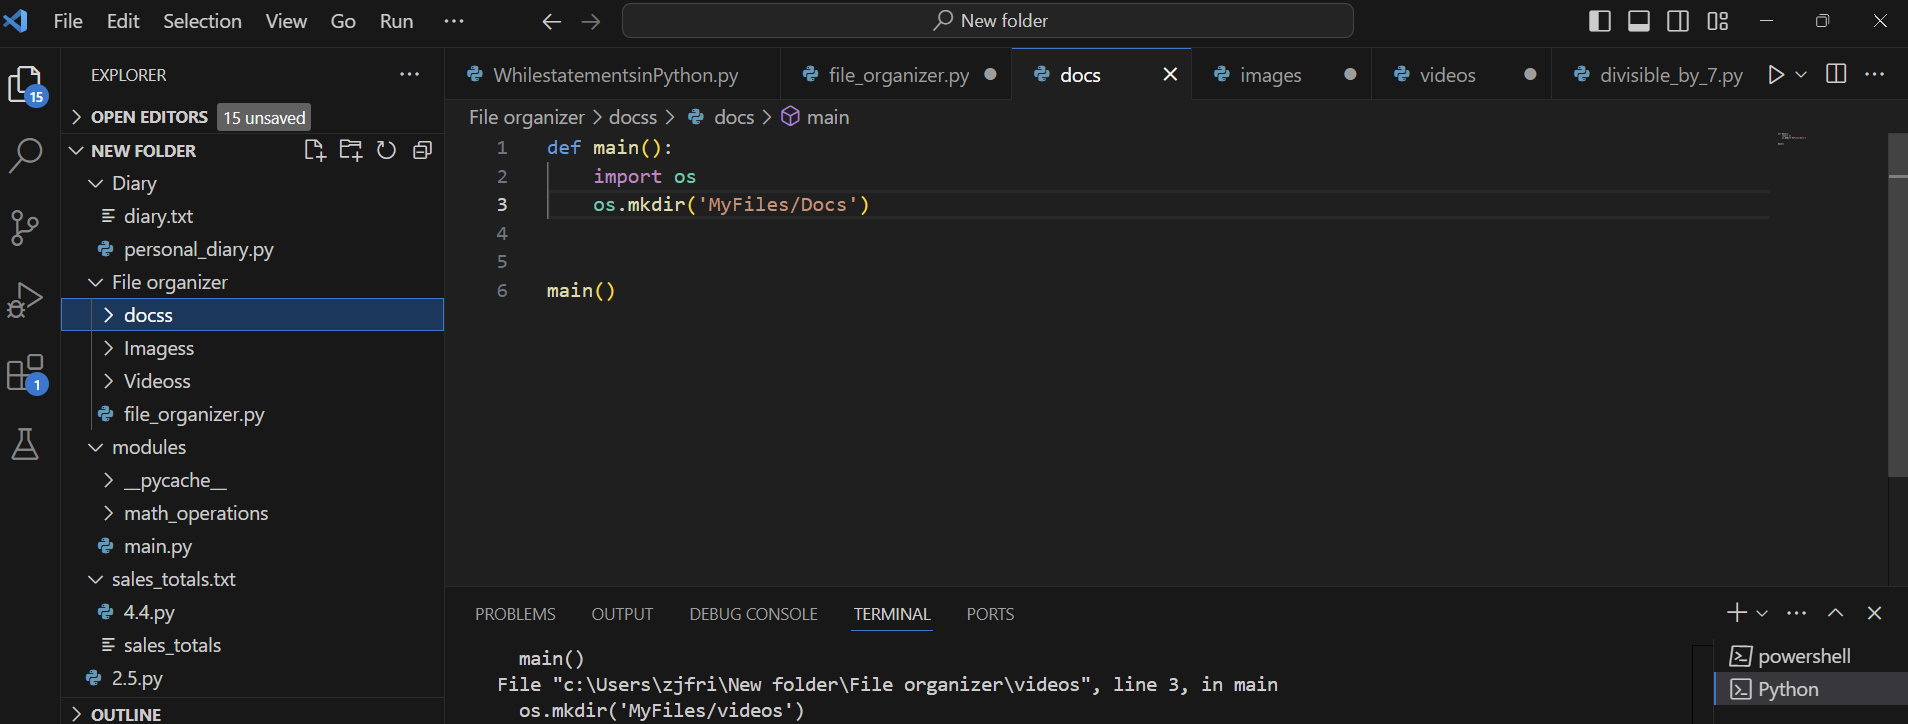 File Edit Selection View Go Run ··· New folder
EXPLORER ···
15
OPEN EDITORS 15 unsaved
NEW FOLDER
Diary
diary.txt
personal_diary.py
File organizer
docss
Imagess
Videoss
file_organizer.py
modules
__pycache__
math_operations
main.py
sales_totals.txt
4.4.py
sales_totals
2.5.py
OUTLINE
1
WhilestatementsinPython.py file_organizer.py docs images videos divisible_by_7.py ···
File organizer > docss > docs > main
1 def main():
2 import os
3 os.mkdir('MyFiles/Docs')
4
5
6 main()
PROBLEMS OUTPUT DEBUG CONSOLE TERMINAL PORTS ···
main()
File "c:\Users\zjfri\New folder\File organizer\videos", line 3, in main
os.mkdir('MyFiles/videos')
powershell
Python